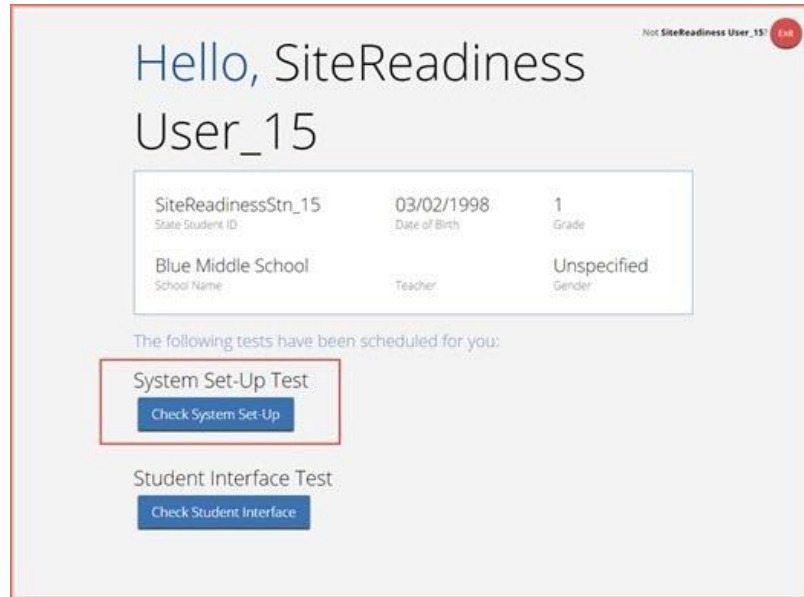 Not SiteReadiness User_15? Exit
Hello, SiteReadiness
User_15
SiteReadinessStn_15 03/02/1998 1
State Student ID Date of Birth Grade
Blue Middle School Unspecified
School Name Teacher Gender
The following tests have been scheduled for you:
System Set-Up Test
Check System Set-Up
Student Interface Test
Check Student Interface